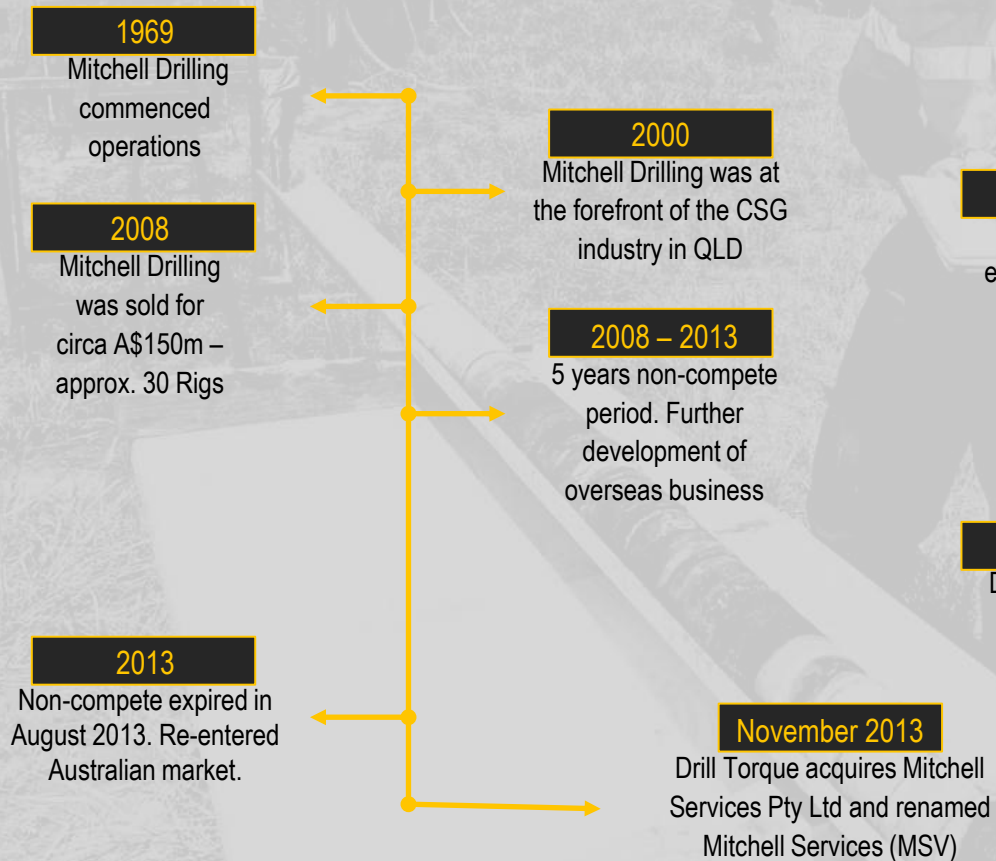 1969
Mitchell Drilling
commenced
operations
2000
Mitchell Drilling was at
the forefront of the CSG
industry in QLD
2008
Mitchell Drilling
was sold for
circa A$150m –
approx. 30 Rigs
2008 – 2013
5 years non-compete
period. Further
development of
overseas business
2013
Non-compete expired in
August 2013. Re-entered
Australian market.
November 2013
Drill Torque acquires Mitchell
Services Pty Ltd and renamed
Mitchell Services (MSV)
e
D